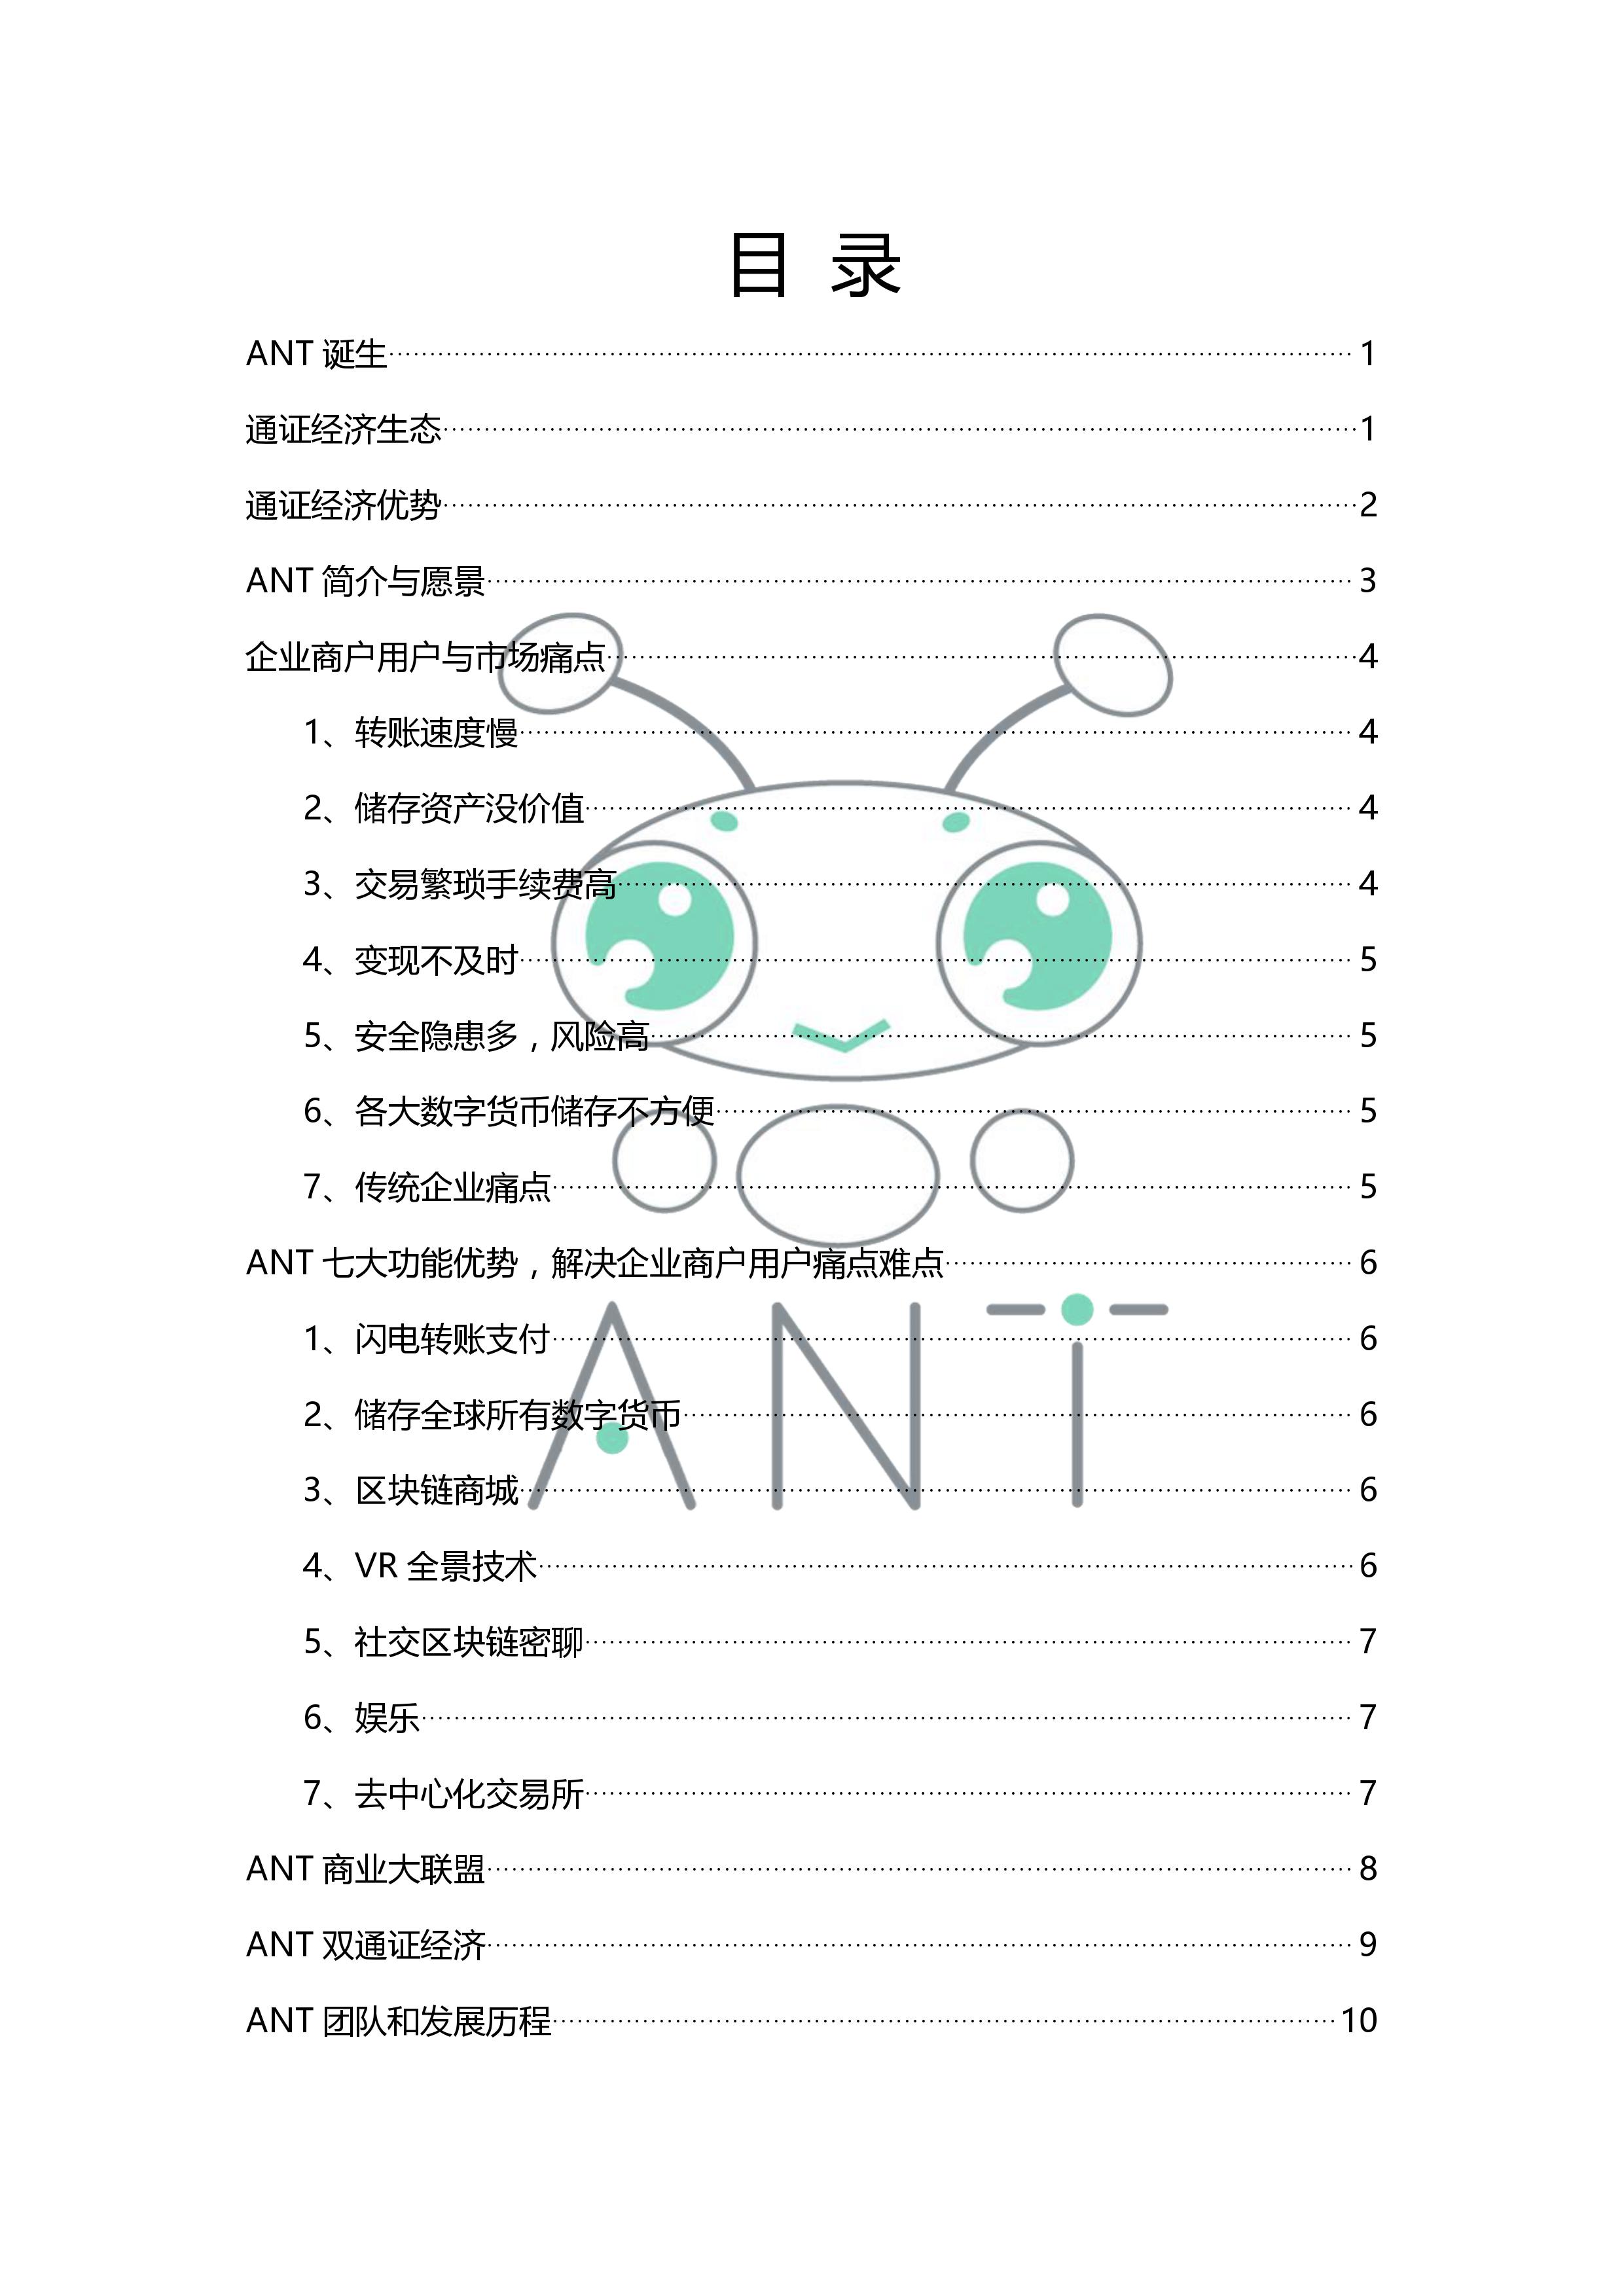 目 录
ANT 诞生 1
通证经济生态 1
通证经济优势 2
ANT 简介与愿景 3
企业商户用户与市场痛点 4
1、转账速度慢 4
2、储存资产没价值 4
3、交易繁琐手续费高 4
4、变现不及时 5
5、安全隐患多，风险高 5
6、各大数字货币储存不方便 5
7、传统企业痛点 5
ANT 七大功能优势，解决企业商户用户痛点难点 6
1、闪电转账支付 6
2、储存全球所有数字货币 6
3、区块链商城 6
4、VR 全景技术 6
5、社交区块链密聊 7
6、娱乐 7
7、去中心化交易所 7
ANT 商业大联盟 8
ANT 双通证经济 9
ANT 团队和发展历程 10
ANT